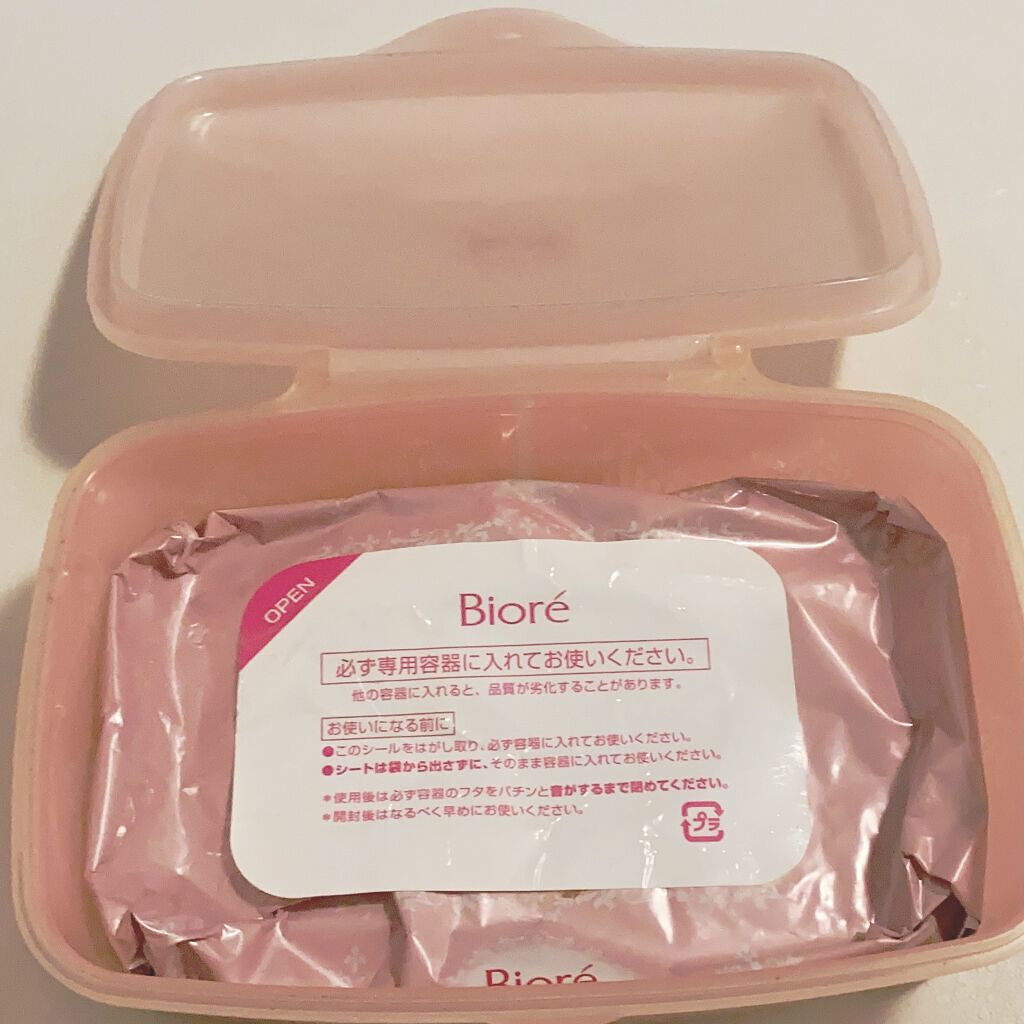 OPEN
Bioré
必ず専用容器に入れてお使いください。
他の容器に入れると、品質が劣化することがあります。
お使いになる前に
●このシールをはがし取り、必ず容器に入れてお使いください。
●シートは袋から出さずに、そのまま容器に入れてお使いください。
*使用後は必ず容器のフタをパチンと音がするまで閉めてください。
*開封後はなるべく早めにお使いください。
プラ
Bioré